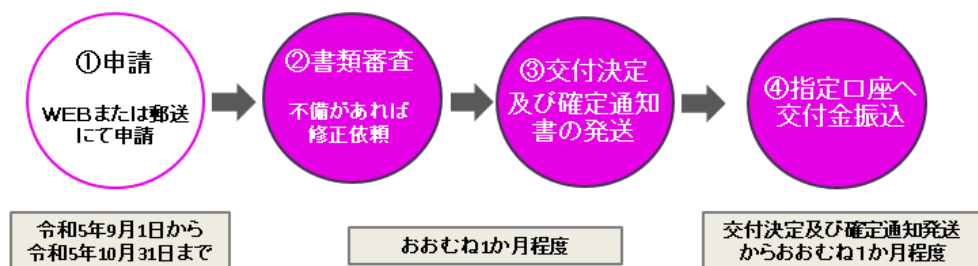 ①申請
WEBまたは郵送
にて申請
②書類審査
不備があれば
修正依頼
③交付決定
及び確定通知
書の発送
④指定口座へ
交付金振込
令和5年9月1日から
令和5年10月31日まで
おおむね1か月程度
交付決定及び確定通知発送
からおおむね1か月程度